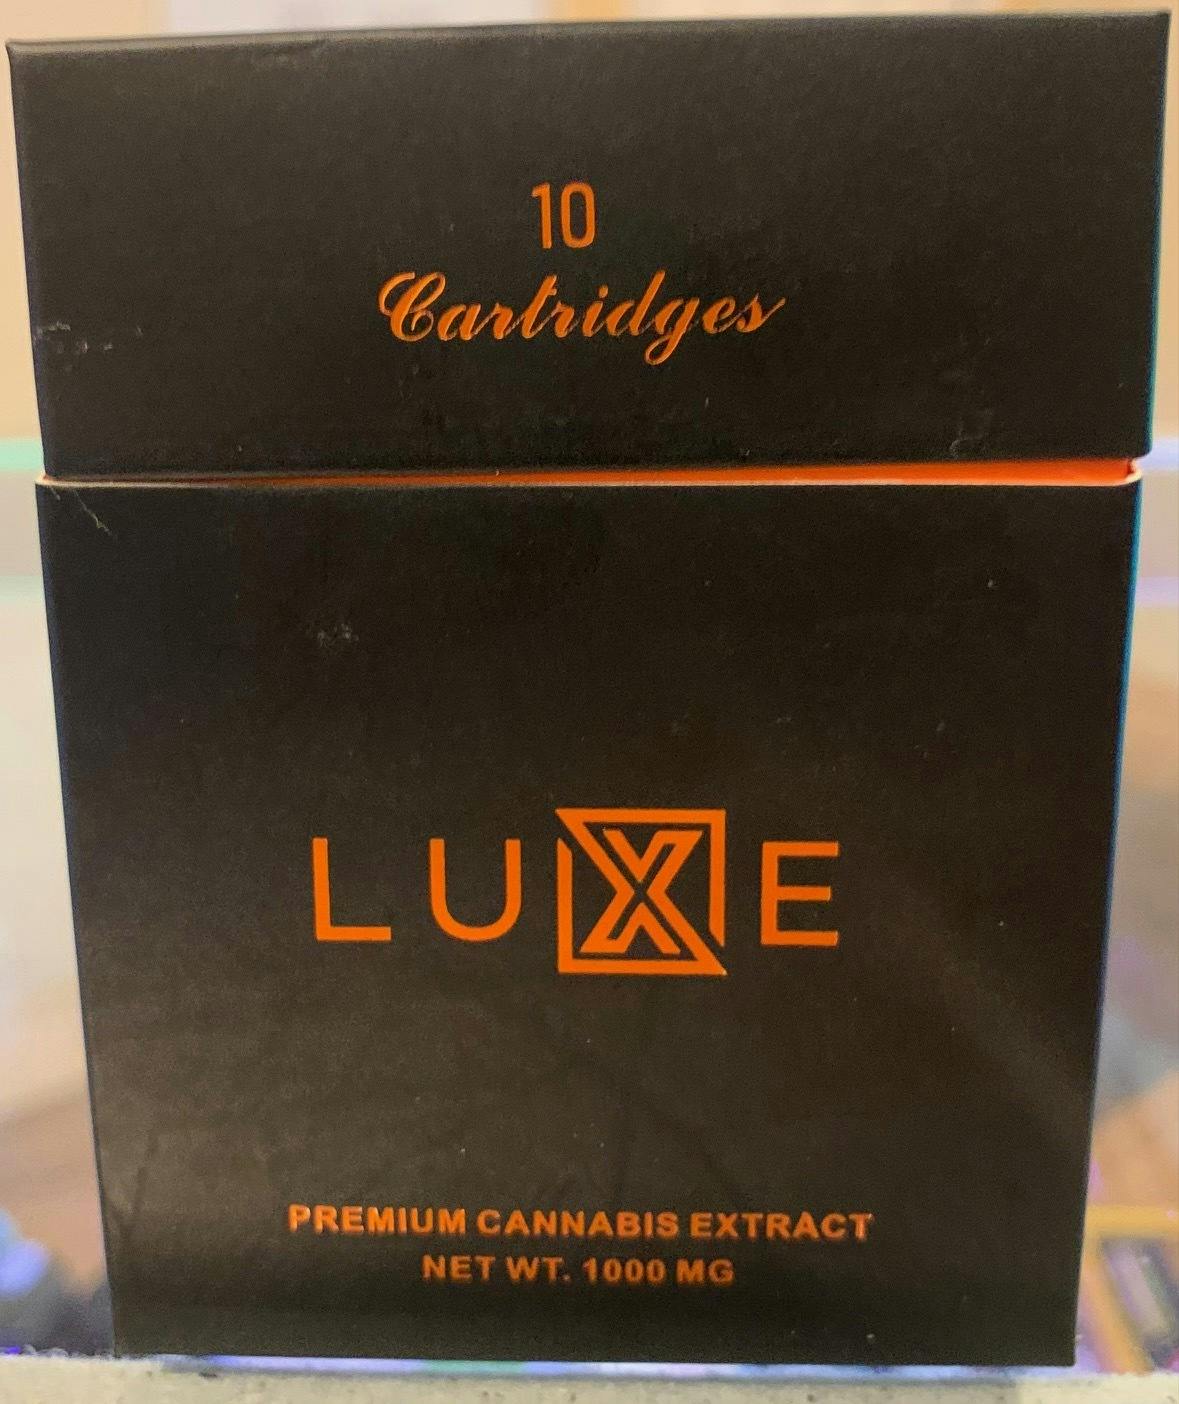 10
Cartridges
LUXE
PREMIUM CANNABIS EXTRACT
NET WT. 1000 MG